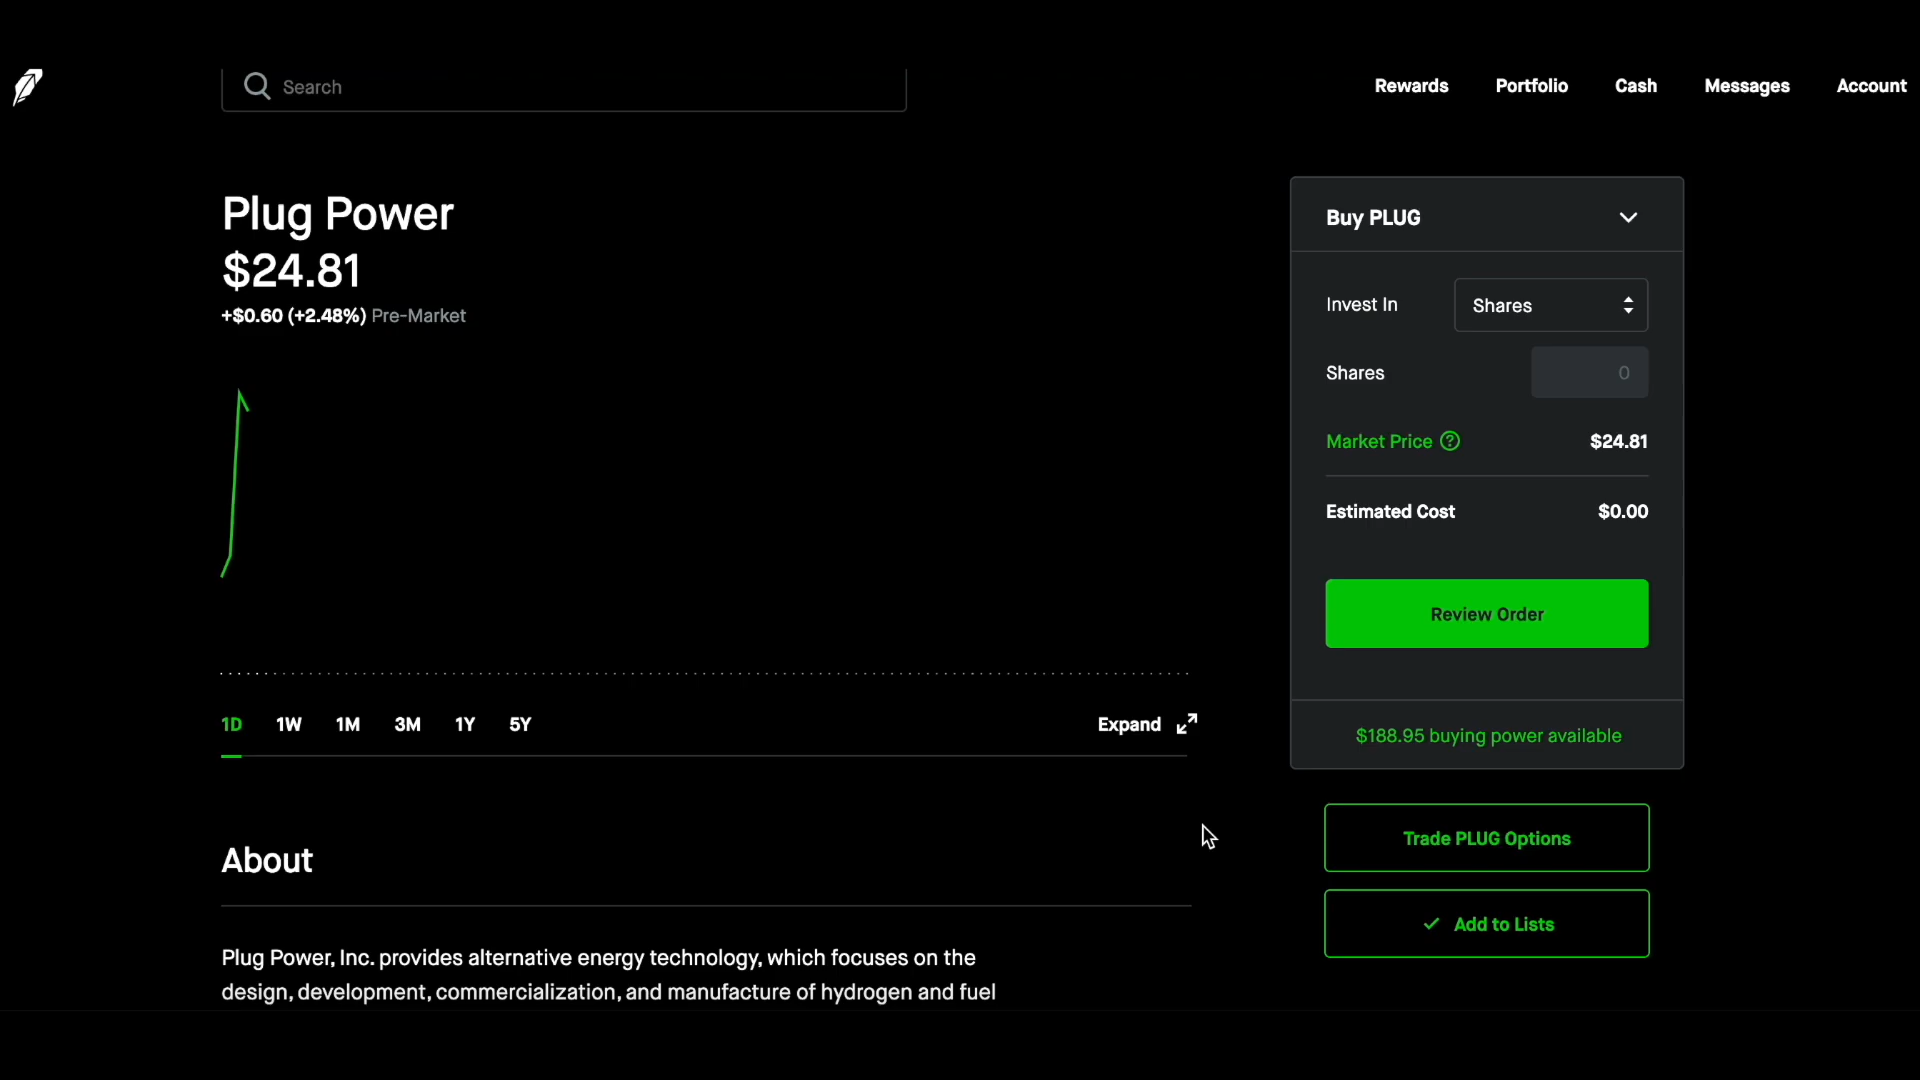 Search
Rewards Portfolio Cash Messages Account
Plug Power
$24.81
+$0.60 (+2.48%) Pre-Market
1D 1W 1M 3M 1Y 5Y Expand
About
Plug Power, Inc. provides alternative energy technology, which focuses on the
design, development, commercialization, and manufacture of hydrogen and fuel
Buy PLUG
Invest In Shares
Shares 0
Market Price ? $24.81
Estimated Cost $0.00
Review Order
$188.95 buying power available
Trade PLUG Options
Add to Lists